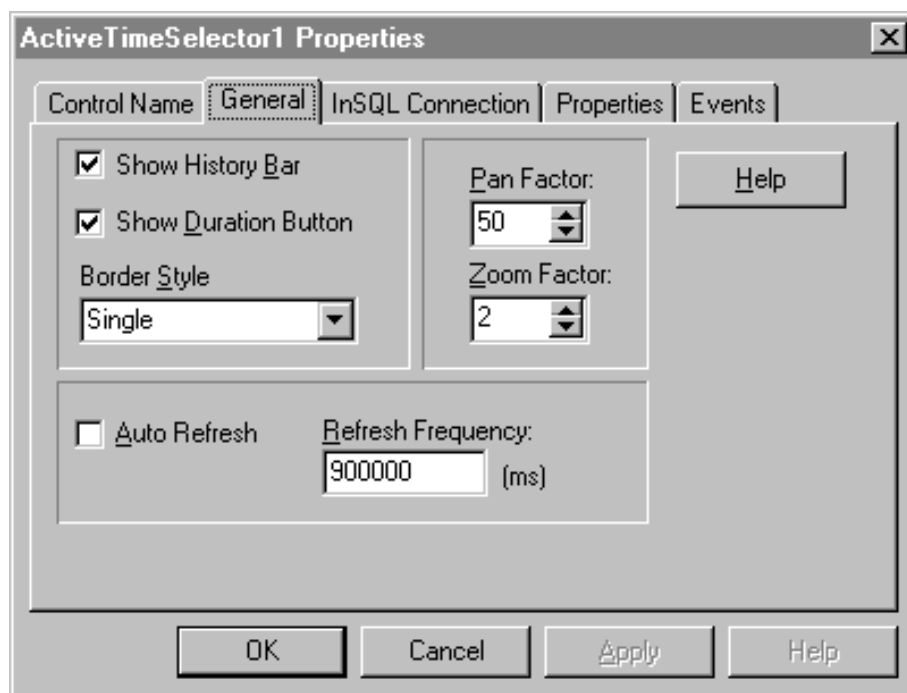 ActiveTimeSelector1 Properties
Control Name General InSQL Connection Properties Events
Show History Bar
Show Duration Button
Border Style
Single
Pan Factor:
50
Zoom Factor:
2
Help
Auto Refresh
Refresh Frequency:
900000 (ms)
OK Cancel Apply Help